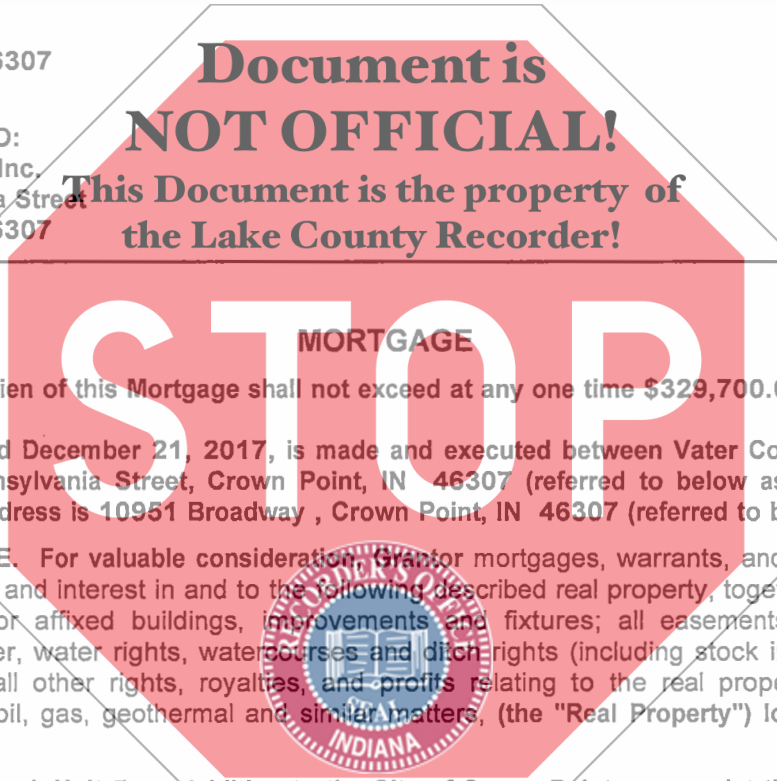 6307
Document is
NOT OFFICIAL!
D:
Inc.
a Street
This Document is the property of
6307
the Lake County Recorder!
STOP
MORTGAGE
ien of this Mortgage shall not exceed at any one time $329,700.0
d December 21, 2017, is made and executed between Vater Co
nsylvania Street, Crown Point, IN 46307 (referred to below as
dress is 10951 Broadway , Crown Point, IN 46307 (referred to b
E. For valuable consideration, Grantor mortgages, warrants, and
and interest in and to the following described real property, toge
or affixed buildings, improvements and fixtures; all easements
er, water rights, watercourses and ditch rights (including stock i
all other rights, royalties, and profits relating to the real prope
oil, gas, geothermal and similar matters, (the "Real Property") lo
RECORDER'S OFFICE
SEAL
INDIANA